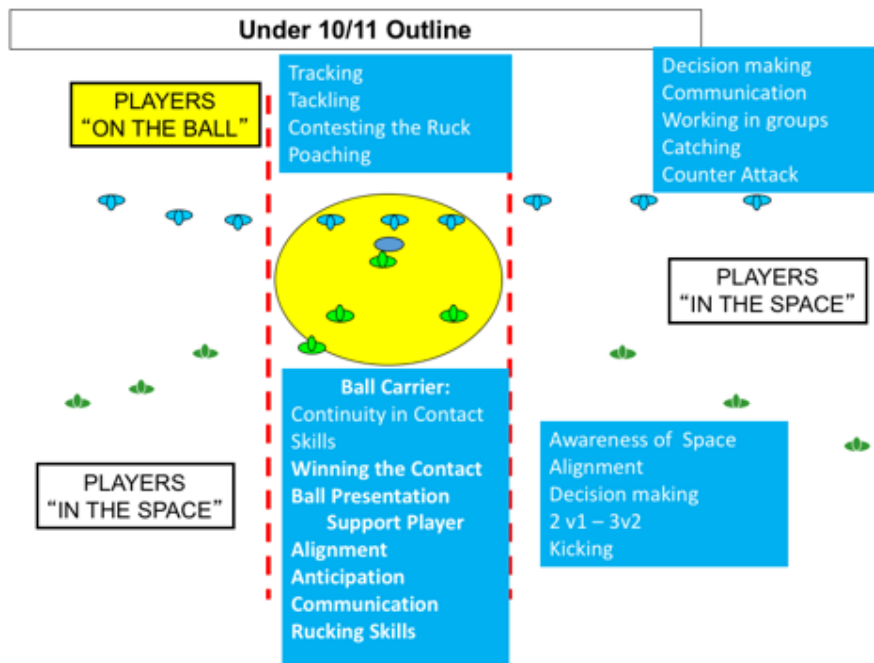 Under 10/11 Outline
PLAYERS
“ON THE BALL”
Tracking
Tackling
Contesting the Ruck
Poaching
Decision making
Communication
Working in groups
Catching
Counter Attack
PLAYERS
“IN THE SPACE”
PLAYERS
“IN THE SPACE”
Ball Carrier:
Continuity in Contact
Skills
Winning the Contact
Ball Presentation
Support Player
Alignment
Anticipation
Communication
Rucking Skills
Awareness of Space
Alignment
Decision making
2 v1 – 3v2
Kicking